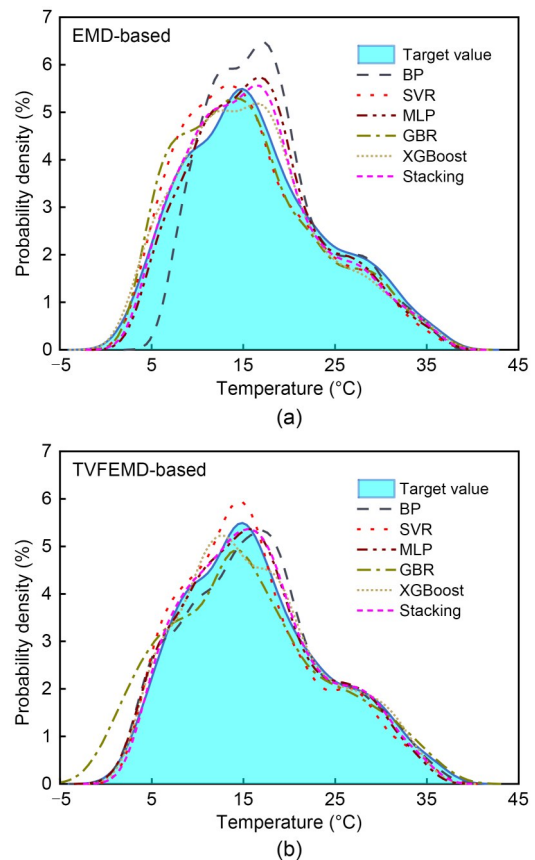 7
EMD-based
6
5
4
3
2
1
0
Probability density (%)
Target value
BP
SVR
MLP
GBR
XGBoost
Stacking
−5 5 15 25 35 45
Temperature (°C)
(a)
7
TVFEMD-based
6
5
4
3
2
1
0
Probability density (%)
Target value
BP
SVR
MLP
GBR
XGBoost
Stacking
−5 5 15 25 35 45
Temperature (°C)
(b)